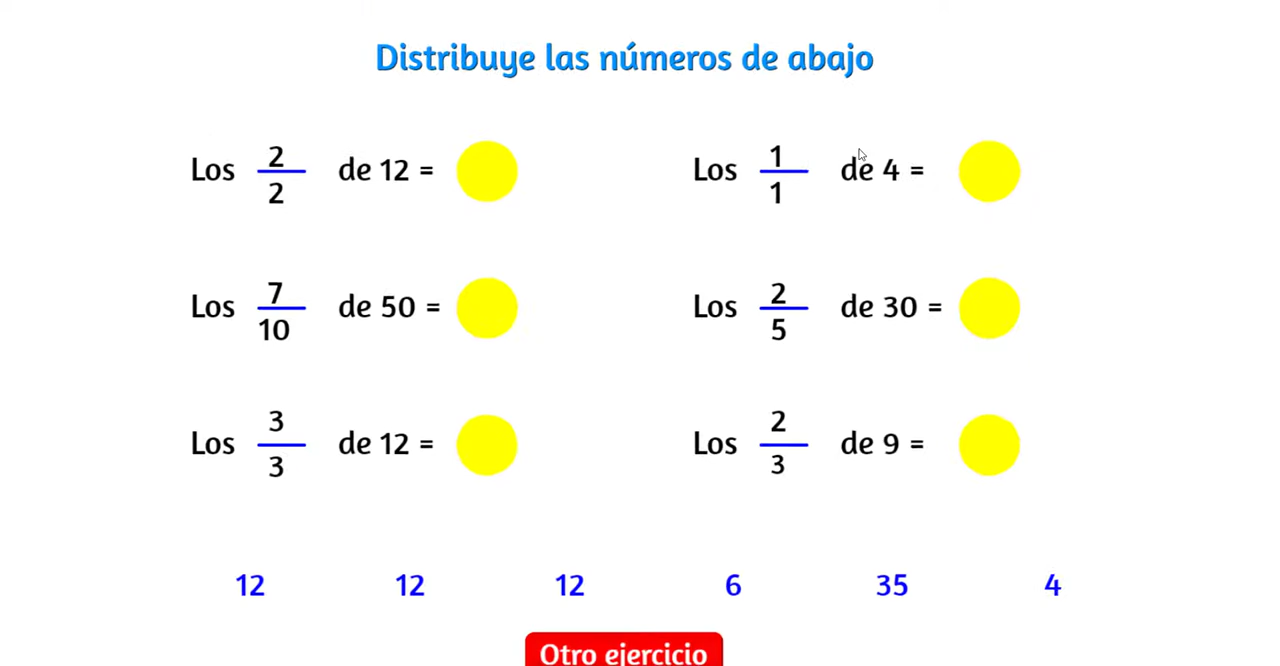 Distribuye las números de abajo
Los 2/2 de 12 =
Los 1/1 de 4 =
Los 7/10 de 50 =
Los 2/5 de 30 =
Los 3/3 de 12 =
Los 2/3 de 9 =
12 12 12 6 35 4
Otro ejercicio